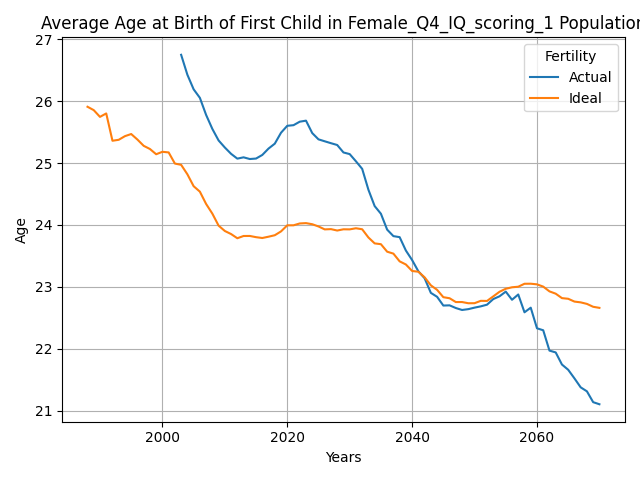 Average Age at Birth of First Child in Female_Q4_IQ_scoring_1 Population
27
26
25
24
23
22
21
Age
Fertility
Actual
Ideal
2000 2020 2040 2060
Years